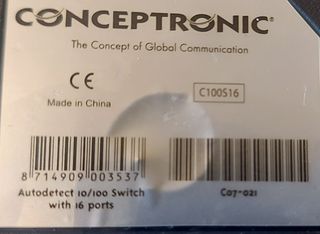 CONCEPTRONIC®
The Concept of Global Communication
CE
Made in China
C100S16
8 714909 003537
Autodetect 10/100 Switch
with 16 ports
C07-021